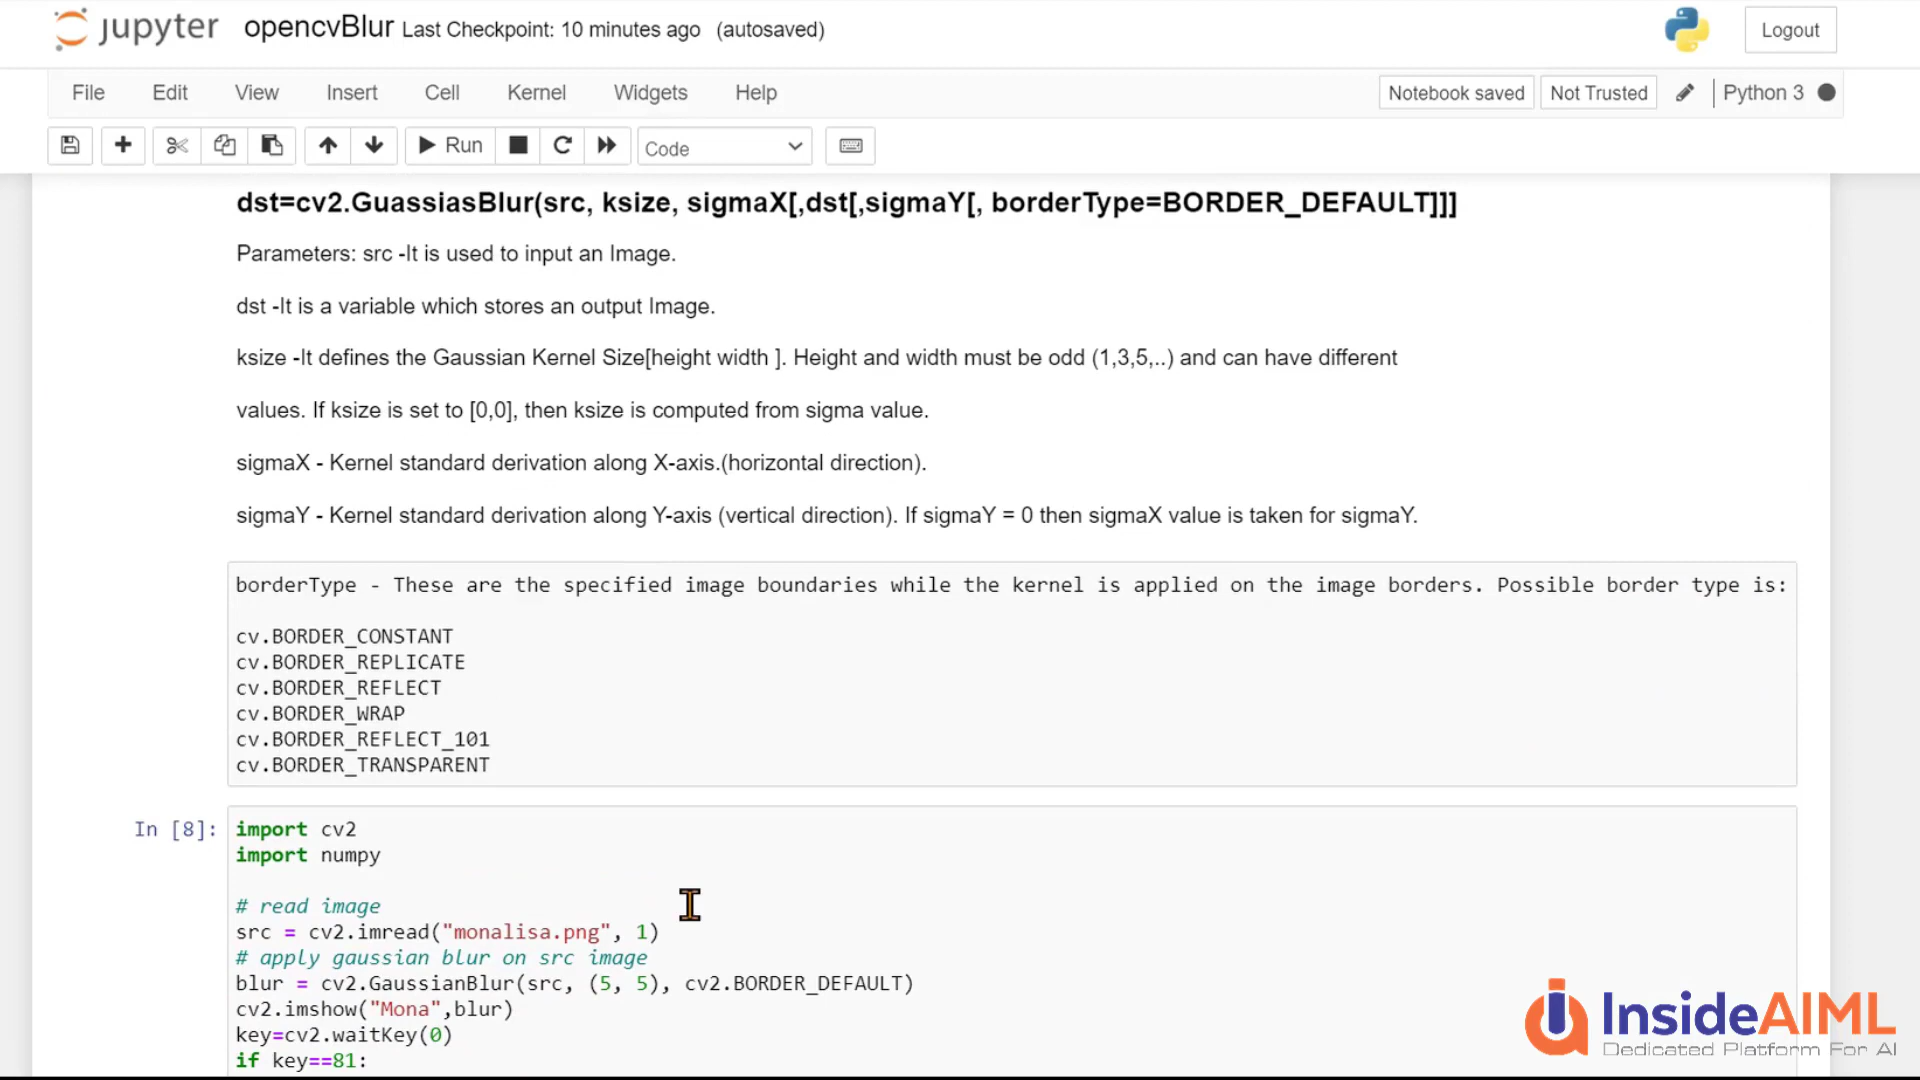 jupyter opencvBlur Last Checkpoint: 10 minutes ago (autosaved) Logout
File Edit View Insert Cell Kernel Widgets Help Notebook saved Not Trusted Python 3
Run Code
dst=cv2.GuassiasBlur(src, ksize, sigmaX[,dst[,sigmaY[, borderType=BORDER_DEFAULT]]]
Parameters: src -It is used to input an Image.
dst -It is a variable which stores an output Image.
ksize -It defines the Gaussian Kernel Size[height width ]. Height and width must be odd (1,3,5,..) and can have different
values. If ksize is set to [0,0], then ksize is computed from sigma value.
sigmaX - Kernel standard derivation along X-axis.(horizontal direction).
sigmaY - Kernel standard derivation along Y-axis (vertical direction). If sigmaY = 0 then sigmaX value is taken for sigmaY.
borderType - These are the specified image boundaries while the kernel is applied on the image borders. Possible border type is:
cv.BORDER_CONSTANT
cv.BORDER_REPLICATE
cv.BORDER_REFLECT
cv.BORDER_WRAP
cv.BORDER_REFLECT_101
cv.BORDER_TRANSPARENT
In [8]: import cv2
import numpy
# read image
src = cv2.imread("monalisa.png", 1)
# apply gaussian blur on src image
blur = cv2.GaussianBlur(src, (5, 5), cv2.BORDER_DEFAULT)
cv2.imshow("Mona",blur)
key=cv2.waitKey(0)
if key==81:
InsideAIML
Dedicated Platform For AI